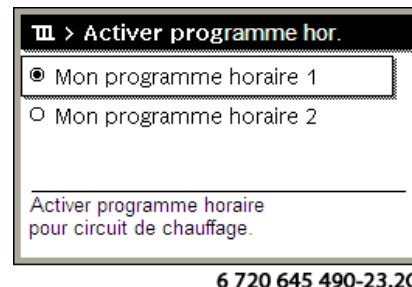 > Activer programme hor.
Mon programme horaire 1
Mon programme horaire 2
Activer programme horaire
pour circuit de chauffage.
6 720 645 490-23.2O